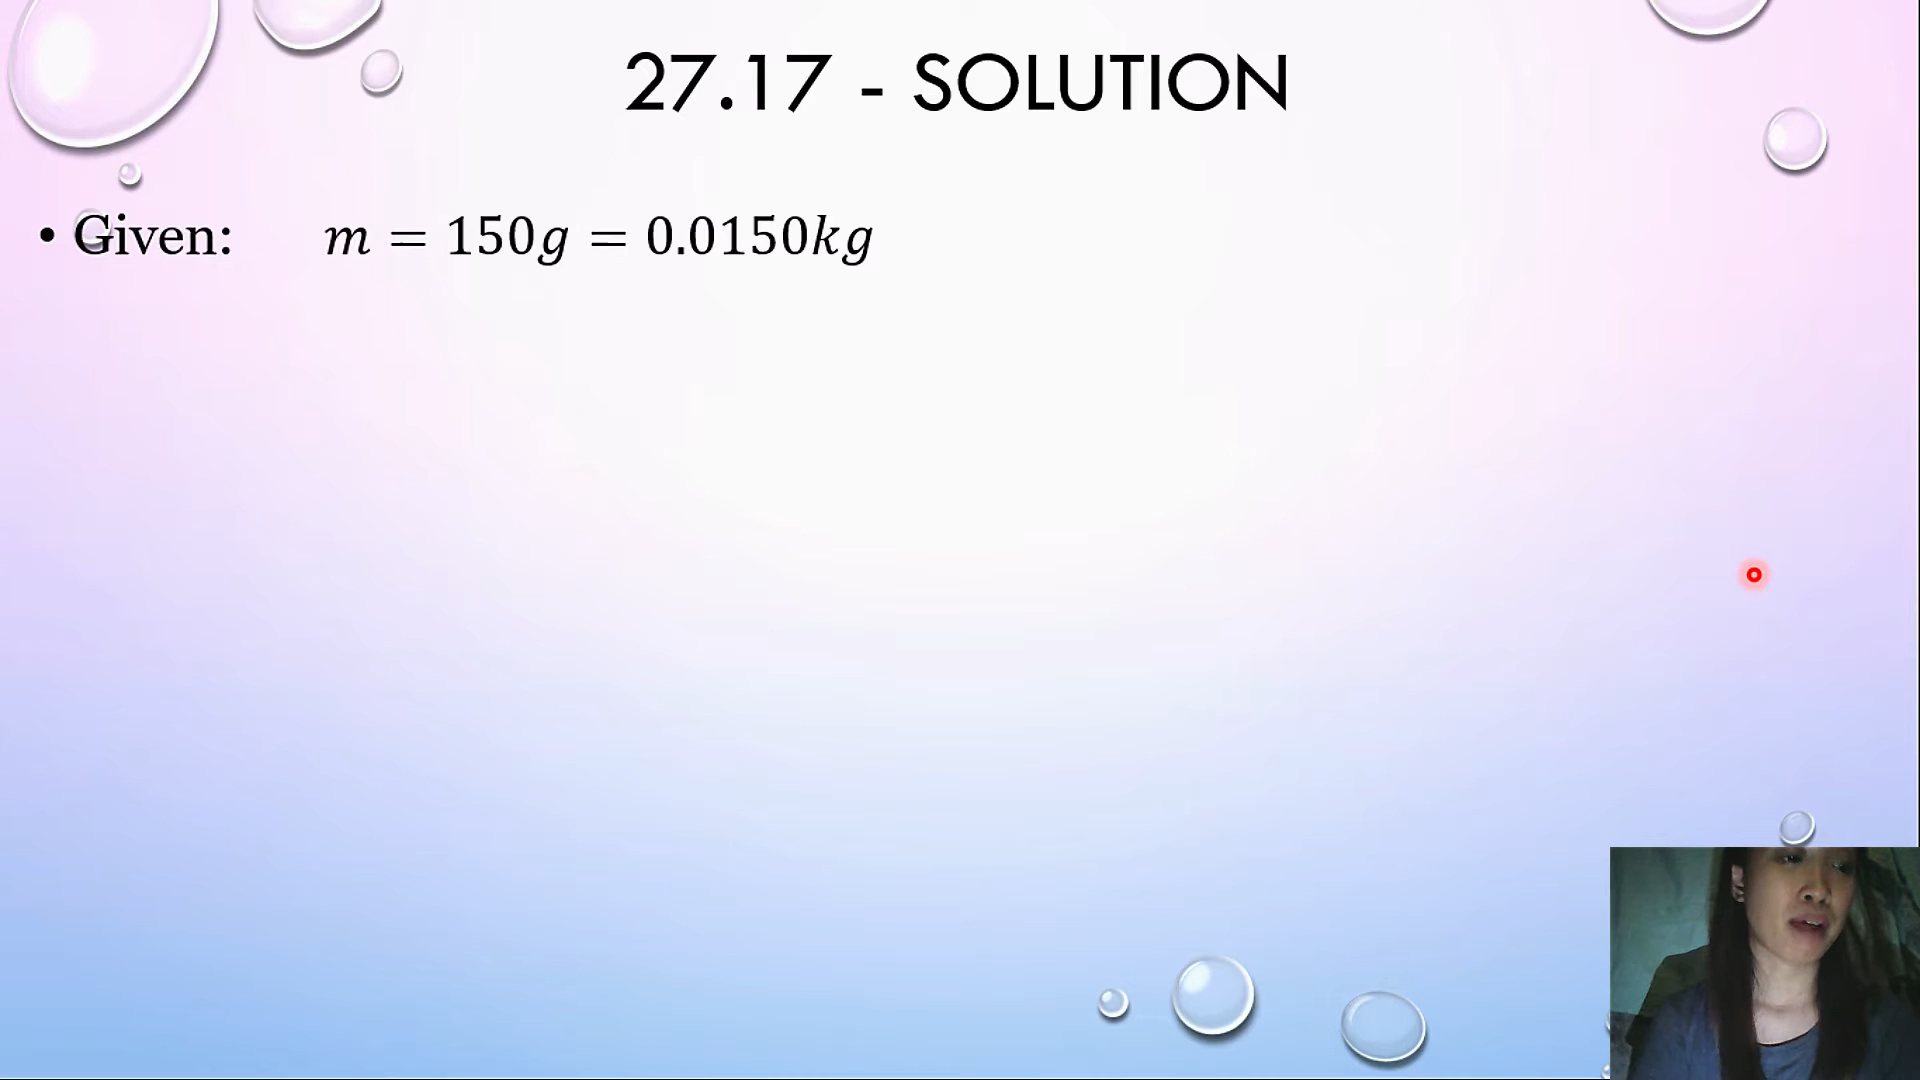 27.17 - SOLUTION
• Given: m = 150g = 0.0150kg